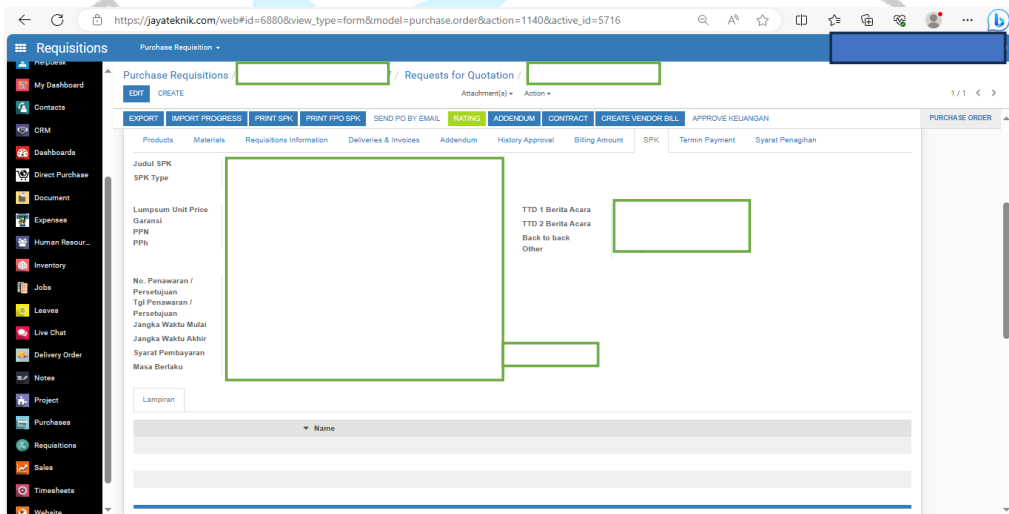 https://jayateknik.com/web#id=6880&view_type=form&model=purchase.order&action=1140&active_id=5716
Requisitions
Purchase Requisition
Helpdesk
My Dashboard
Contacts
CRM
Dashboards
Direct Purchase
Document
Expenses
Human Resour...
Inventory
Jobs
Leaves
Live Chat
Delivery Order
Notes
Project
Purchases
Requisitions
Sales
Timesheets
Website
Purchase Requisitions / / Requests for Quotation /
EDIT CREATE Attachment(s) Action 1/1
EXPORT IMPORT PROGRESS PRINT SPK PRINT FPO SPK SEND PO BY EMAIL RATING ADDENDUM CONTRACT CREATE VENDOR BILL APPROVE KEUANGAN PURCHASE ORDER
Products Materials Requisitions Information Deliveries & Invoices Addendum History Approval Billing Amount SPK Termin Payment Syarat Penagihan
Judul SPK
SPK Type
Lumpsum Unit Price
Garansi
PPN
PPh
TTD 1 Berita Acara
TTD 2 Berita Acara
Back to back
Other
No. Penawaran /
Persetujuan
Tgl Penawaran /
Persetujuan
Jangka Waktu Mulai
Jangka Waktu Akhir
Syarat Pembayaran
Masa Berlaku
Lampiran
Name